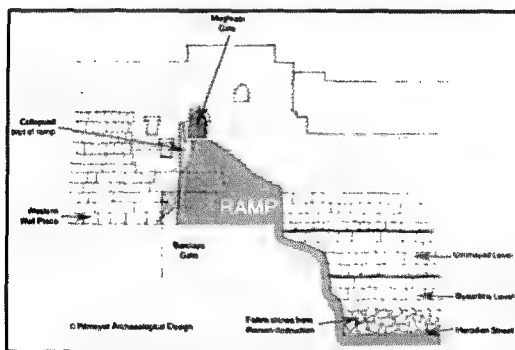 Mughrabi
Gate
Collapsed
part of ramp
Western
Wall Plaza
RAMP
Barclays
Gate
Umayyad Level
Byzantine Level
Fallen stones from
Roman destruction
Herodian Street
© Ritmeyer Archaeological Design